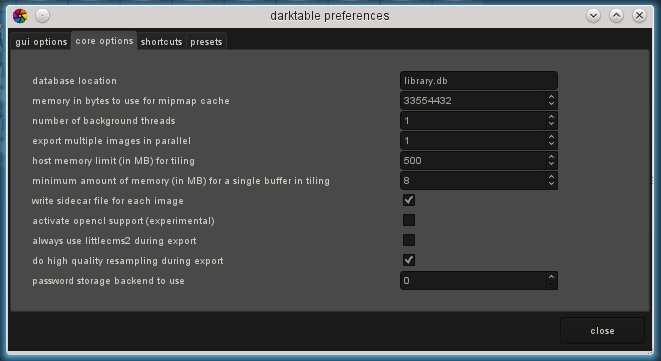 darktable preferences
gui options core options shortcuts presets
database location library.db
memory in bytes to use for mipmap cache 33554432
number of background threads 1
export multiple images in parallel 1
host memory limit (in MB) for tiling 500
minimum amount of memory (in MB) for a single buffer in tiling 8
write sidecar file for each image
activate opencl support (experimental)
always use littlecms2 during export
do high quality resampling during export
password storage backend to use 0
close